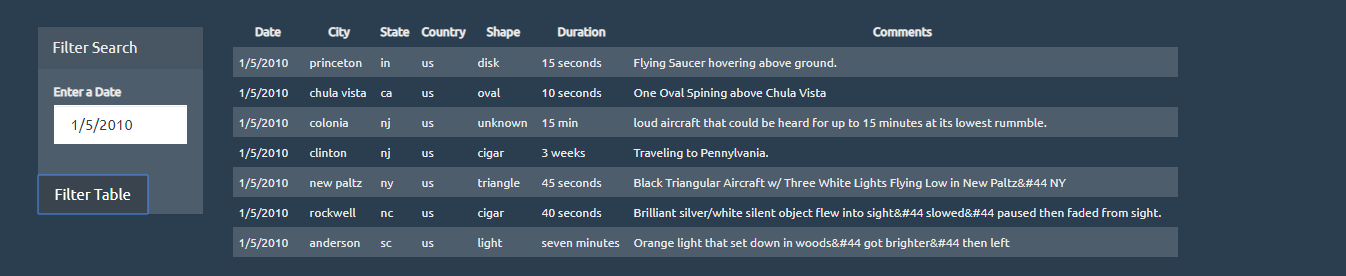 Filter Search
Enter a Date
1/5/2010
Filter Table
Date City State Country Shape Duration Comments
1/5/2010 princeton in us disk 15 seconds Flying Saucer hovering above ground.
1/5/2010 chula vista ca us oval 10 seconds One Oval Spining above Chula Vista
1/5/2010 colonia nj us unknown 15 min loud aircraft that could be heard for up to 15 minutes at its lowest rummble.
1/5/2010 clinton nj us cigar 3 weeks Traveling to Pennylvania.
1/5/2010 new paltz ny us triangle 45 seconds Black Triangular Aircraft w/ Three White Lights Flying Low in New Paltz&#44 NY
1/5/2010 rockwell nc us cigar 40 seconds Brilliant silver/white silent object flew into sight&#44 slowed&#44 paused then faded from sight.
1/5/2010 anderson sc us light seven minutes Orange light that set down in woods&#44 got brighter&#44 then left